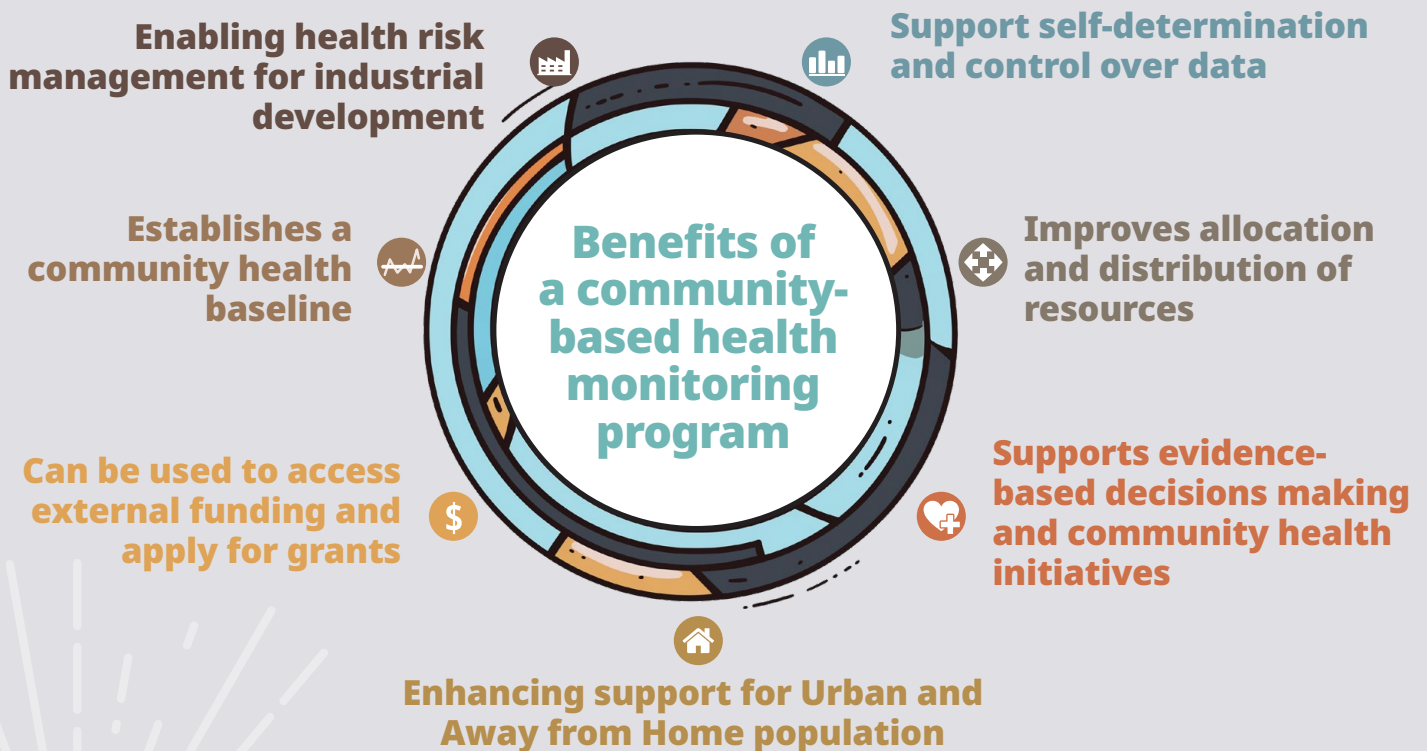 Enabling health risk
management for industrial
development
Support self-determination
and control over data
Establishes a
community health
baseline
Benefits of
a community-
based health
monitoring
program
Improves allocation
and distribution of
resources
Can be used to access
external funding and
apply for grants
$
Supports evidence-
based decisions making
and community health
initiatives
Enhancing support for Urban and
Away from Home population